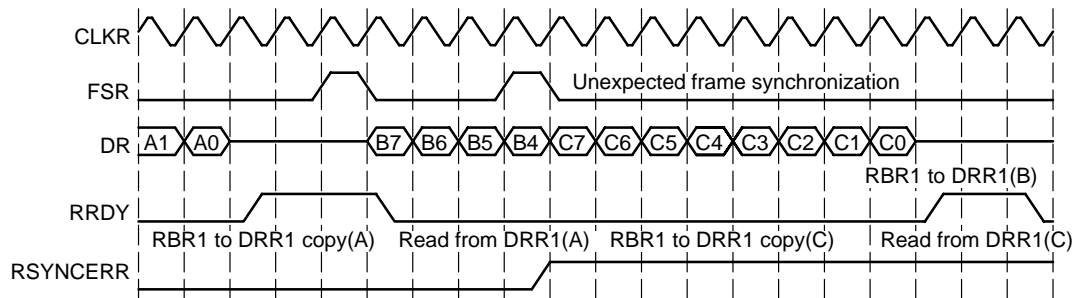 CLKR
FSR
Unexpected frame synchronization
DR A1 A0 B7 B6 B5 B4 C7 C6 C5 C4 C3 C2 C1 C0
RBR1 to DRR1(B)
RRDY
RBR1 to DRR1 copy(A) Read from DRR1(A) RBR1 to DRR1 copy(C) Read from DRR1(C)
RSYNCERR